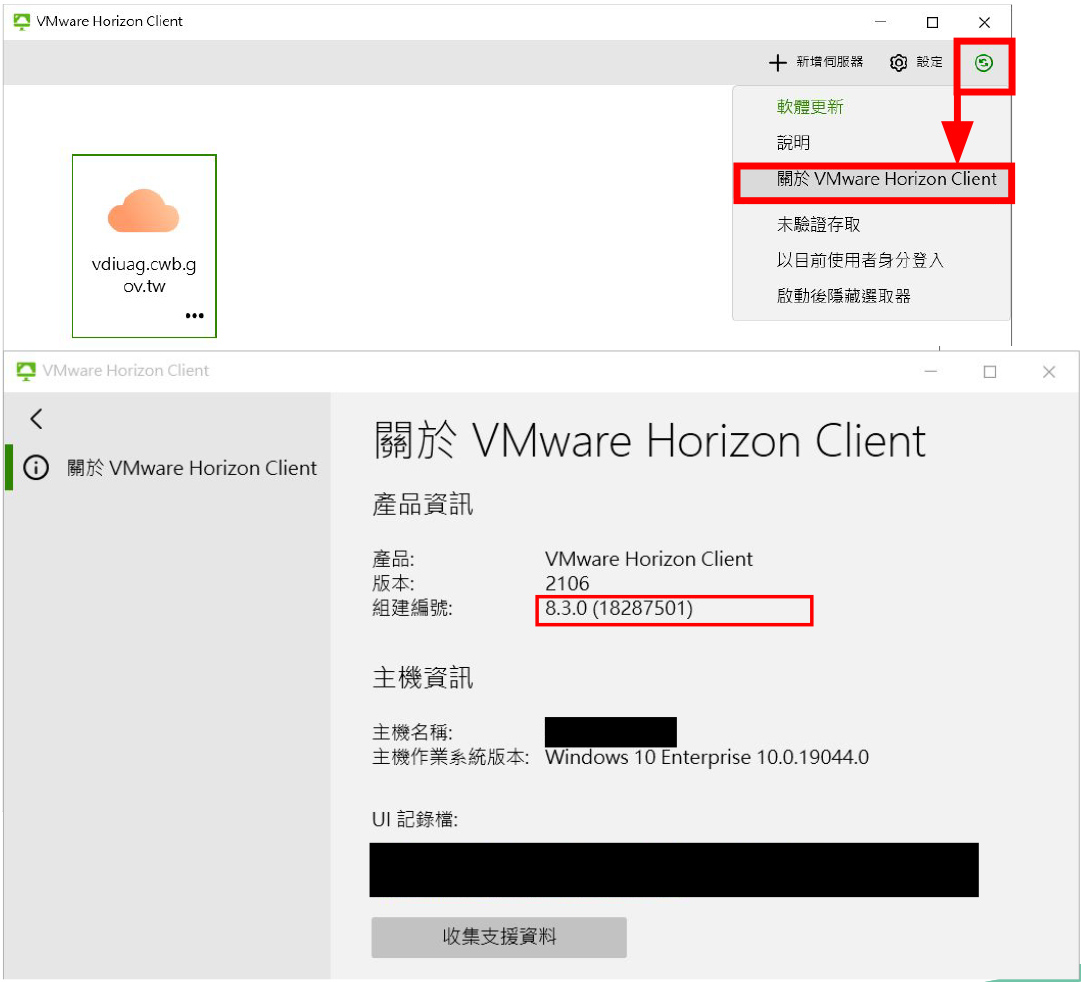 VMware Horizon Client
新增伺服器 設定
軟體更新
說明
關於 VMware Horizon Client
未驗證存取
以目前使用者身分登入
啟動後隱藏選取器
vdiuag.cwb.g
ov.tw
VMware Horizon Client
關於 VMware Horizon Client
關於 VMware Horizon Client
產品資訊
產品: VMware Horizon Client
版本: 2106
組建編號: 8.3.0 (18287501)
主機資訊
主機名稱:
主機作業系統版本: Windows 10 Enterprise 10.0.19044.0
UI 記錄檔:
收集支援資料